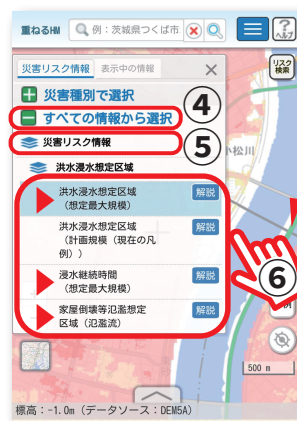 重ねるHM
例：茨城県つくば市
ヘルプ
災害リスク情報 表示中の情報
リスク
検索
災害種別で選択
④
すべての情報から選択
⑤
災害リスク情報
小松川
洪水浸水想定区域
洪水浸水想定区域
（想定最大規模）
解説
洪水浸水想定区域
（計画規模（現在の凡
例））
解説
浸水継続時間
（想定最大規模）
解説
⑥
家屋倒壊等氾濫想定
区域（氾濫流）
解説
500 m
標高：-1.0m（データソース：DEM5A）